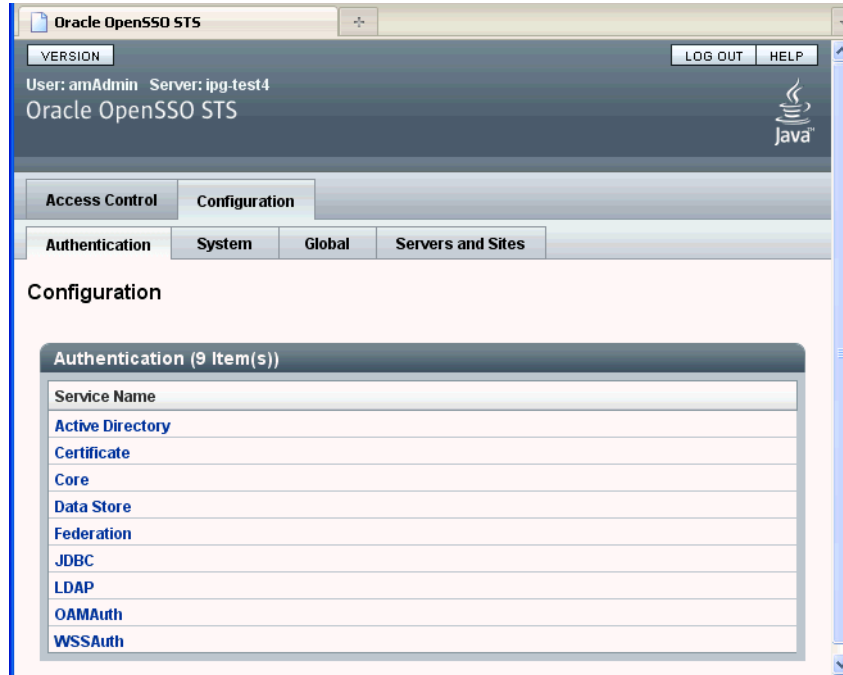 Oracle OpenSSO STS
VERSION
LOG OUT HELP
User: amAdmin Server: ipg-test4
Oracle OpenSSO STS
Java™
Access Control Configuration
Authentication System Global Servers and Sites
Configuration
Authentication (9 Item(s))
Service Name
Active Directory
Certificate
Core
Data Store
Federation
JDBC
LDAP
OAMAuth
WSSAuth